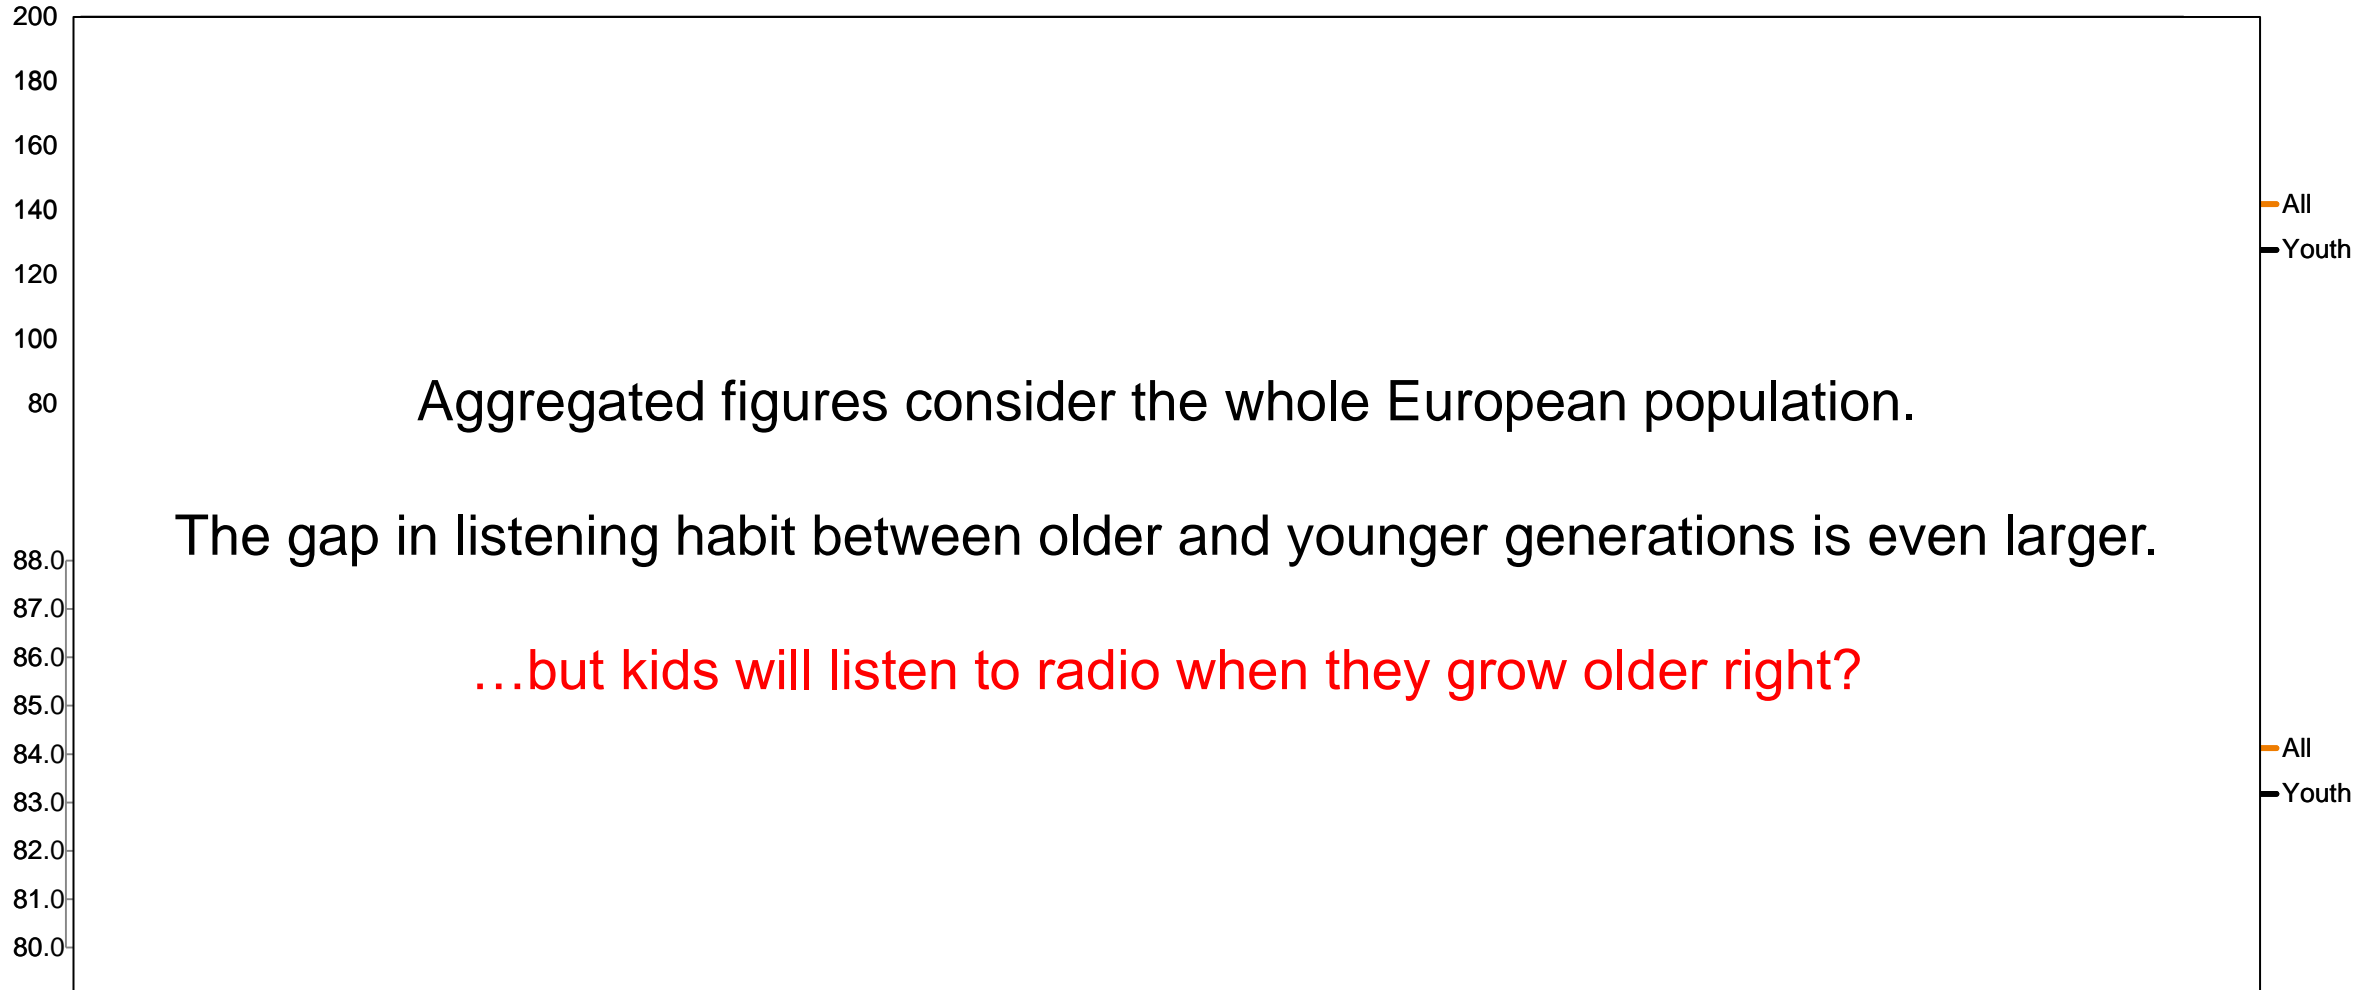 200
180
160
140
All
Youth
120
100
80
Aggregated figures consider the whole European population.
The gap in listening habit between older and younger generations is even larger.
88.0
87.0
86.0
…but kids will listen to radio when they grow older right?
85.0
84.0
All
83.0
Youth
82.0
81.0
80.0